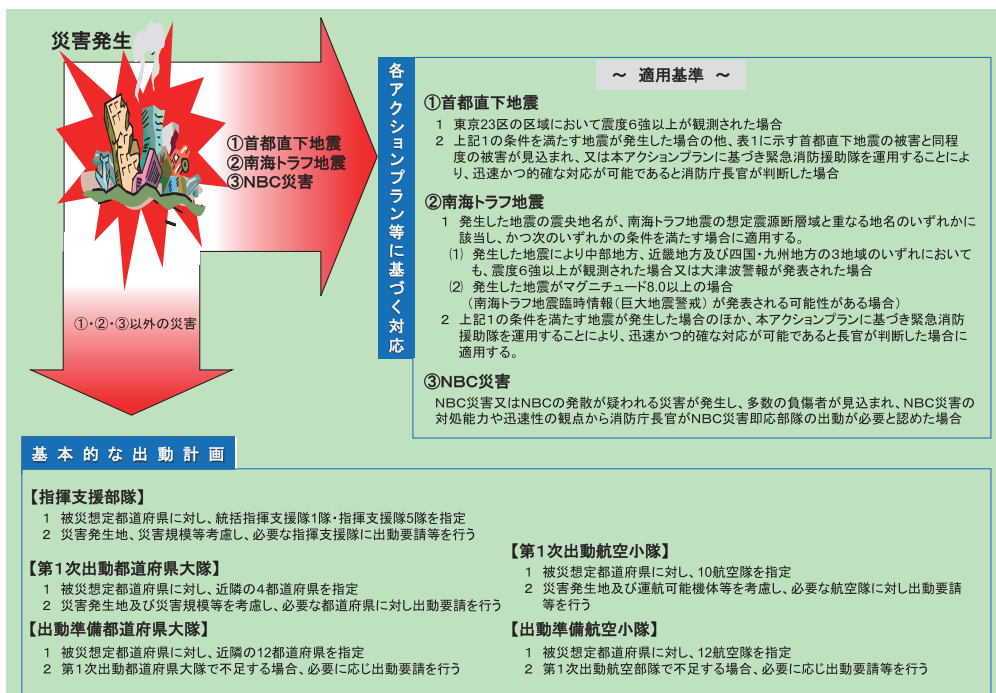 災害発生
①首都直下地震
②南海トラフ地震
③NBC災害
①・②・③以外の災害
各アクションプラン等に基づく対応
～ 適用基準 ～
①首都直下地震
1 東京23区の区域において震度6強以上が観測された場合
2 上記1の条件を満たす地震が発生した場合の他、表1に示す首都直下地震の被害と同程
度の被害が見込まれ、又は本アクションプランに基づき緊急消防援助隊を運用することによ
り、迅速かつ的確な対応が可能であると消防庁長官が判断した場合
②南海トラフ地震
1 発生した地震の震央地名が、南海トラフ地震の想定震源断層域と重なる地名のいずれかに
該当し、かつ次のいずれかの条件を満たす場合に適用する。
⑴ 発生した地震により中部地方、近畿地方及び四国・九州地方の3地域のいずれにおいて
も、震度6強以上が観測された場合又は大津波警報が発表された場合
⑵ 発生した地震がマグニチュード8.0以上の場合
（南海トラフ地震臨時情報（巨大地震警戒）が発表される可能性がある場合）
2 上記1の条件を満たす地震が発生した場合のほか、本アクションプランに基づき緊急消防
援助隊を運用することにより、迅速かつ的確な対応が可能であると長官が判断した場合に
適用する。
③NBC災害
NBC災害又はNBCの発散が疑われる災害が発生し、多数の負傷者が見込まれ、NBC災害の
対処能力や迅速性の観点から消防庁長官がNBC災害即応部隊の出動が必要と認めた場合
基本的な出動計画
【指揮支援部隊】
1 被災想定都道府県に対し、統括指揮支援隊1隊・指揮支援隊5隊を指定
2 災害発生地、災害規模等考慮し、必要な指揮支援隊に出動要請等を行う
【第1次出動都道府県大隊】
1 被災想定都道府県に対し、近隣の4都道府県を指定
2 災害発生地及び災害規模等を考慮し、必要な都道府県に対し出動要請を行う
【出動準備都道府県大隊】
1 被災想定都道府県に対し、近隣の12都道府県を指定
2 第1次出動都道府県大隊で不足する場合、必要に応じ出動要請を行う
【第1次出動航空小隊】
1 被災想定都道府県に対し、10航空隊を指定
2 災害発生地及び運航可能機体等を考慮し、必要な航空隊に対し出動要請
等を行う
【出動準備航空小隊】
1 被災想定都道府県に対し、12航空隊を指定
2 第1次出動航空部隊で不足する場合、必要に応じ出動要請等を行う